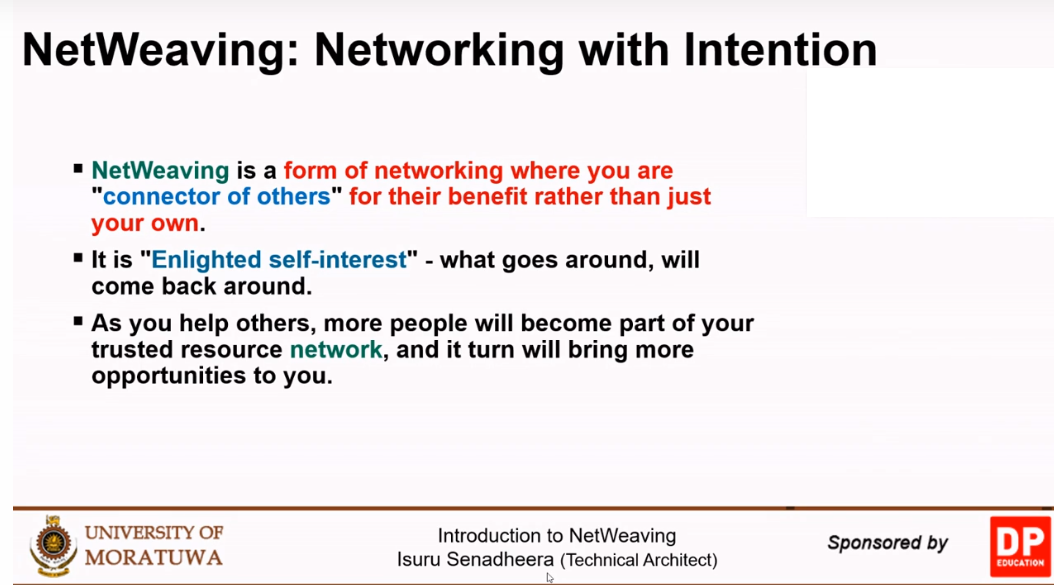 NetWeaving: Networking with Intention
▪ NetWeaving is a form of networking where you are
"connector of others" for their benefit rather than just
your own.
▪ It is "Enlighted self-interest" - what goes around, will
come back around.
▪ As you help others, more people will become part of your
trusted resource network, and it turn will bring more
opportunities to you.
UNIVERSITY OF
MORATUWA
Introduction to NetWeaving
Isuru Senadheera (Technical Architect)
Sponsored by
DP
EDUCATION